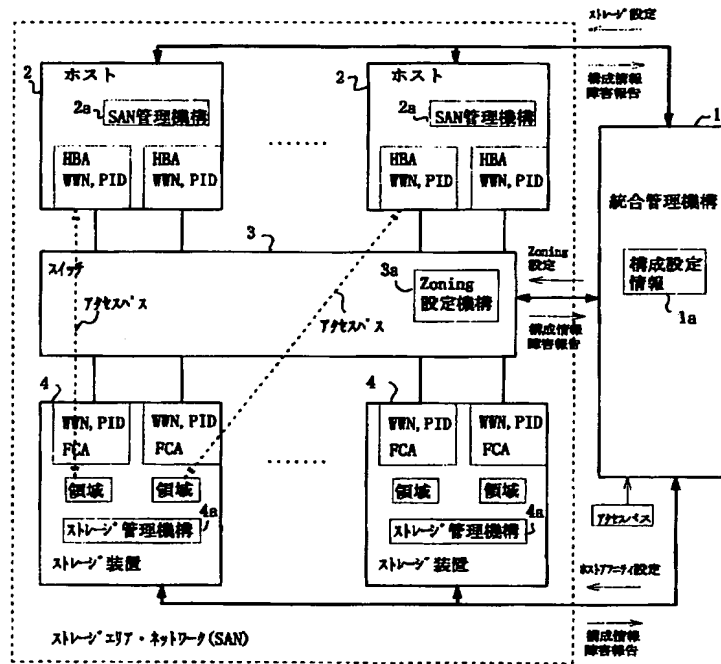 ストレージ設定
構成情報
障害報告
2
ホスト
2a
SAN管理機構
HBA
WWN, PID
HBA
WWN, PID
......
2
ホスト
2a
SAN管理機構
HBA
WWN, PID
HBA
WWN, PID
1
統合管理機構
構成設定
情報
1a
3
スイッチ
アクセスパス
アクセスパス
3a
Zoning
設定機構
Zoning
設定
構成情報
障害報告
4
WWN, PID
FCA
WWN, PID
FCA
領域
領域
ストレージ管理機構
4a
ストレージ装置
......
4
WWN, PID
FCA
WWN, PID
FCA
領域
領域
ストレージ管理機構
4a
ストレージ装置
アクセスパス
ホストアフィニティ設定
構成情報
障害報告
ストレージエリア・ネットワーク(SAN)